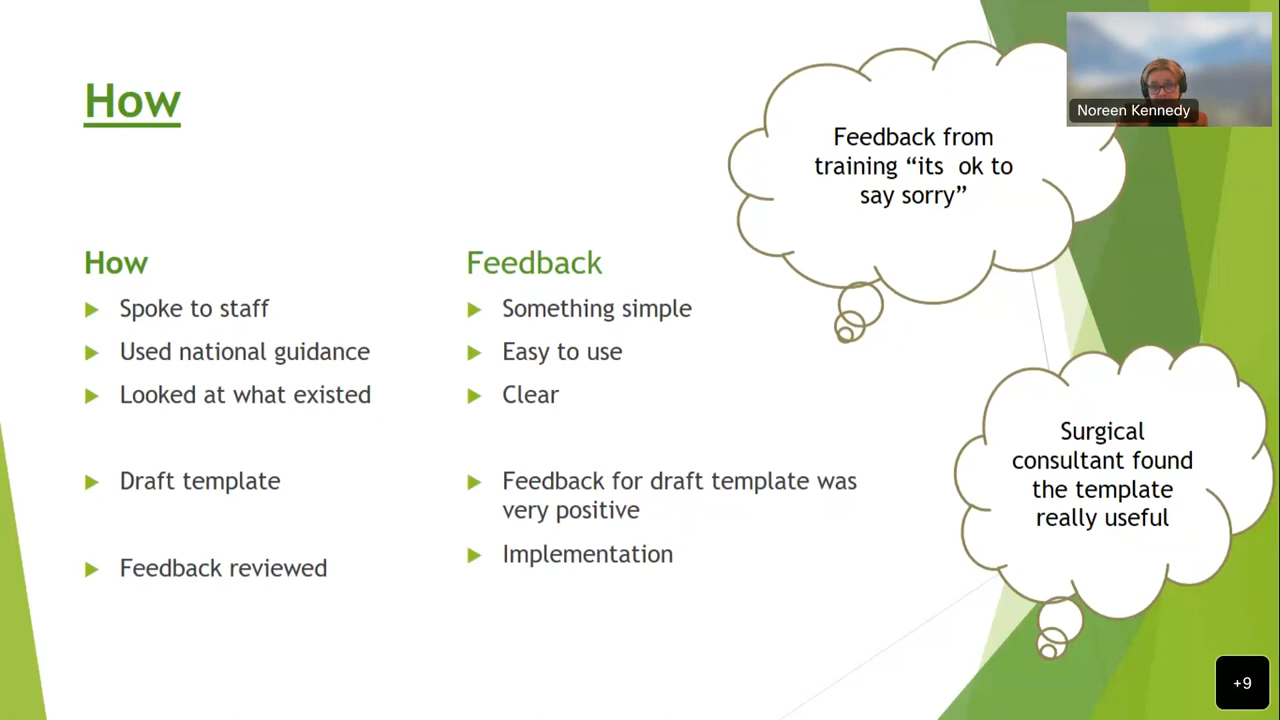 How
How
Spoke to staff
Used national guidance
Looked at what existed
Draft template
Feedback reviewed
Feedback
Something simple
Easy to use
Clear
Feedback for draft template was
very positive
Implementation
Feedback from
training “its ok to
say sorry”
Surgical
consultant found
the template
really useful
Noreen Kennedy
+9